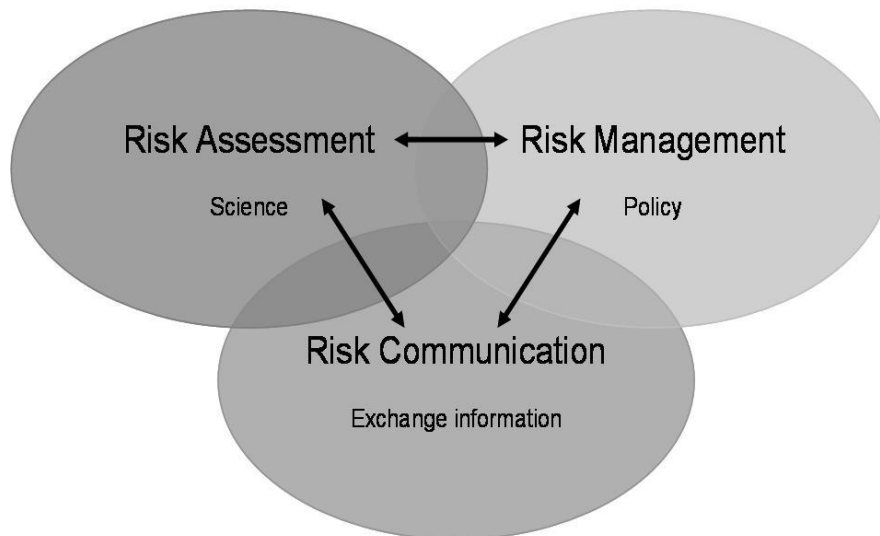 Risk Assessment
Risk Management
Science
Policy
Risk Communication
Exchange information